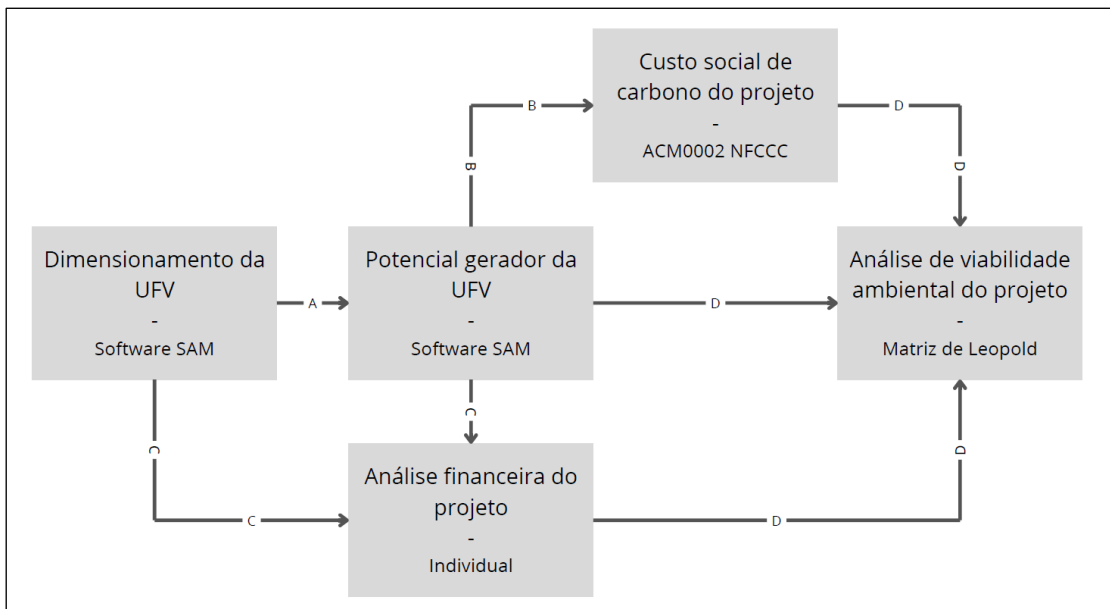 Custo social de
carbono do projeto
-
ACM0002 NFCCC
B
D
B
D
Dimensionamento da
UFV
-
Software SAM
A
Potencial gerador da
UFV
-
Software SAM
D
Análise de viabilidade
ambiental do projeto
-
Matriz de Leopold
C
C
D
Análise financeira do
projeto
-
Individual
C
D